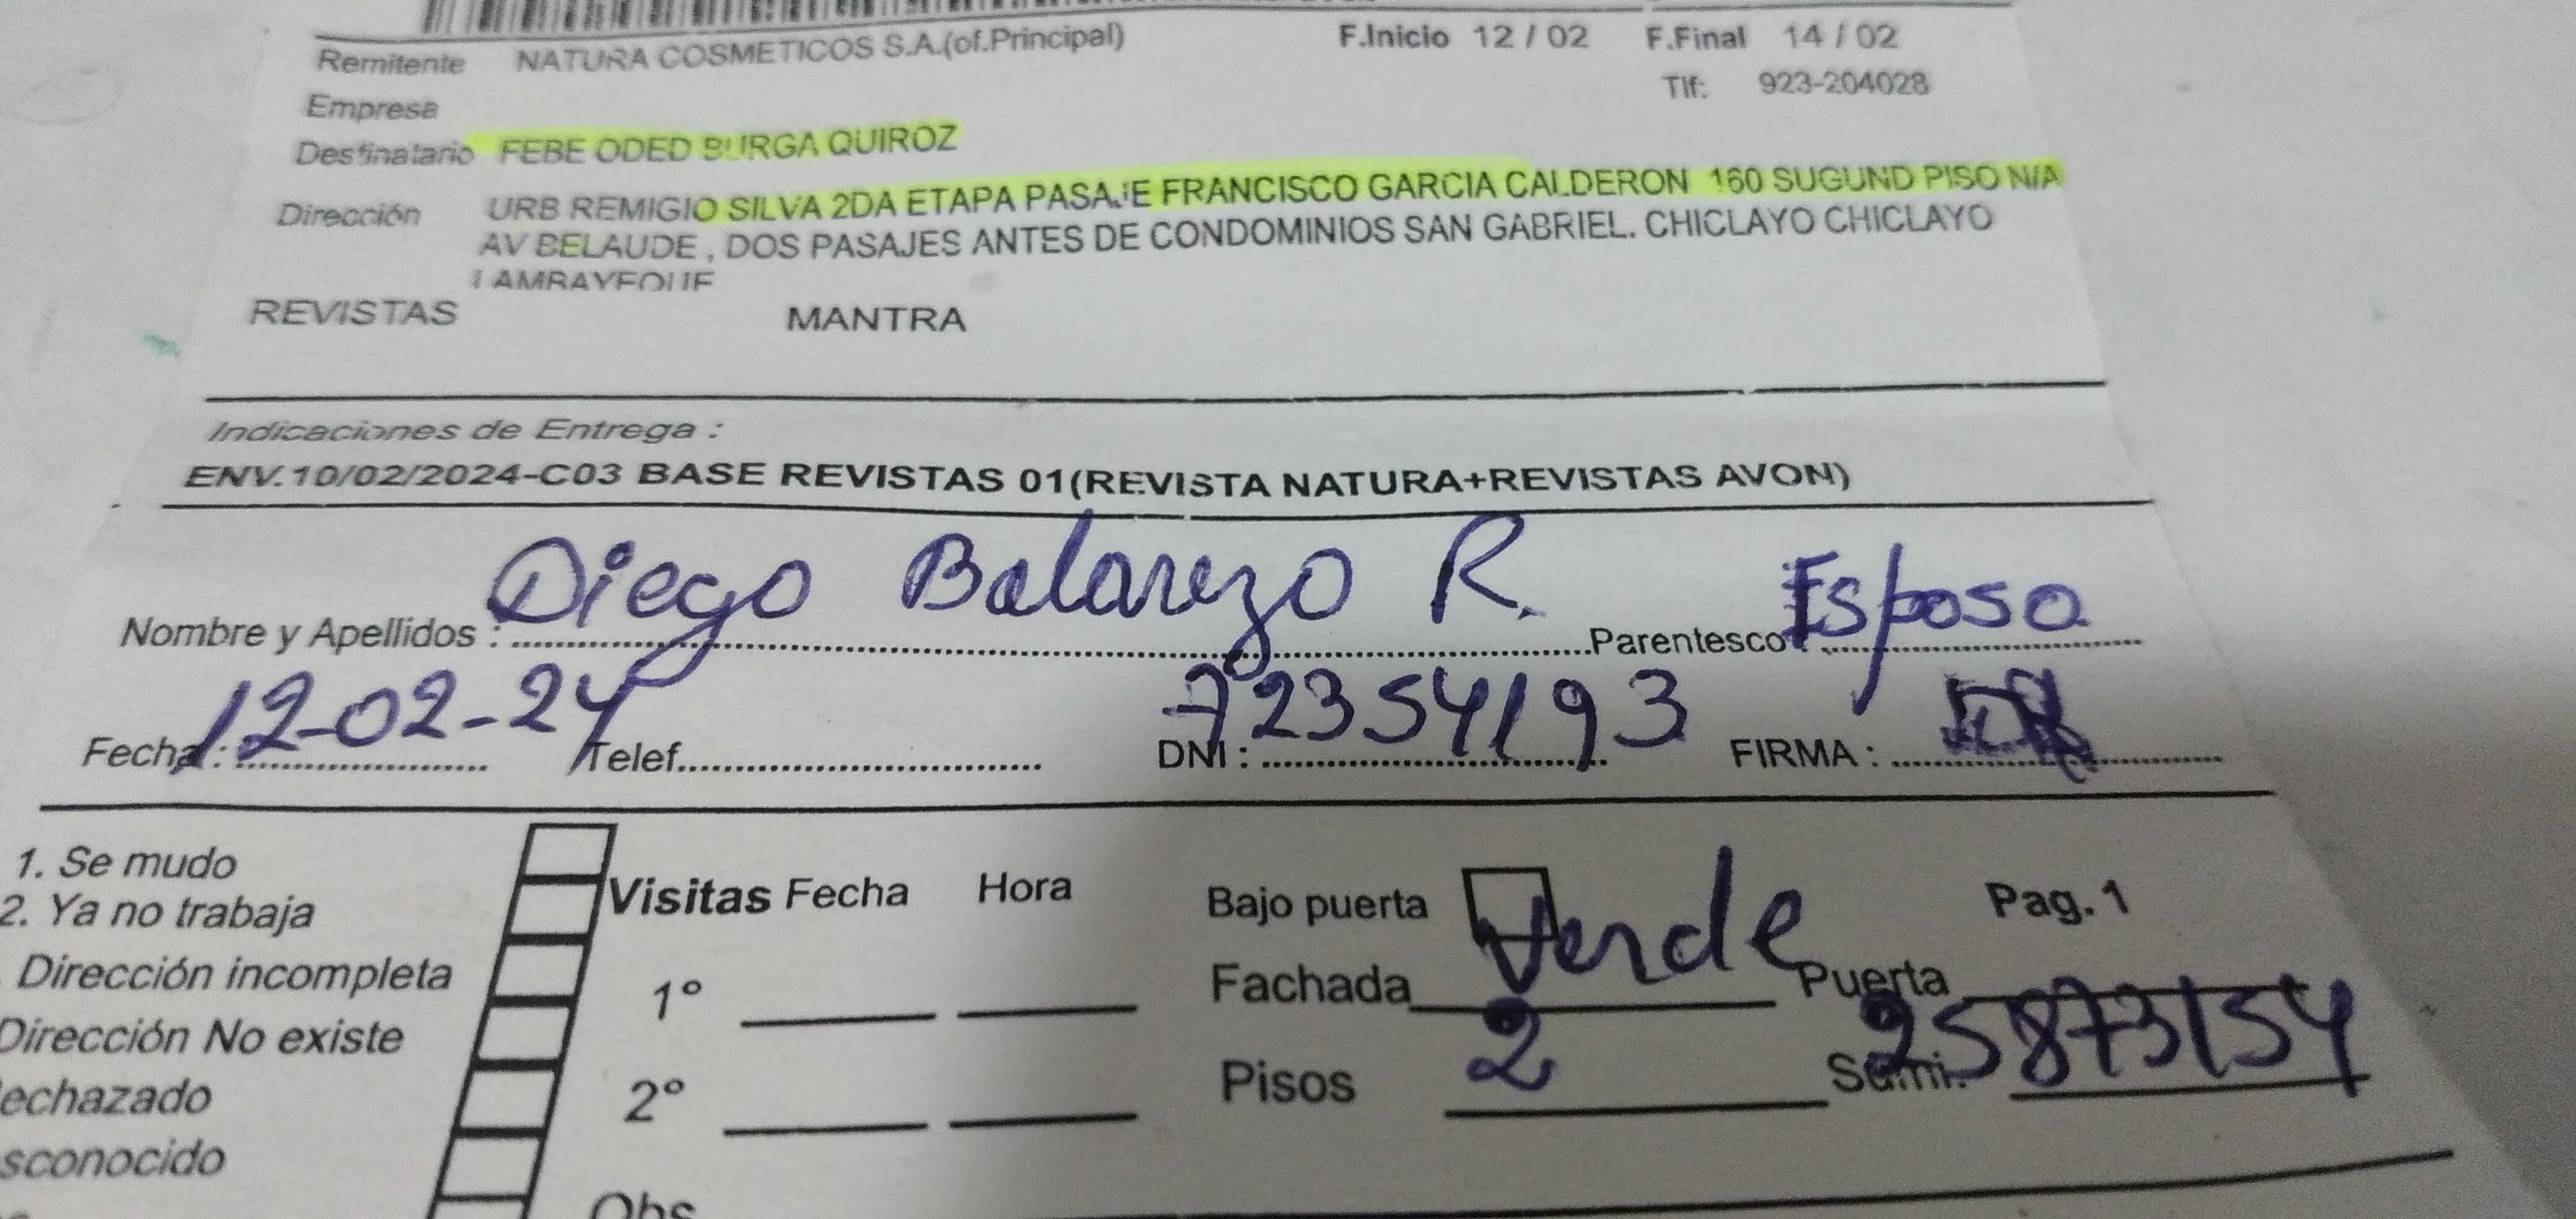 Remitente NATURA COSMETICOS S.A.(of.Principal) F.Inicio 12 / 02 F.Final 14 / 02
Tlf: 923-204028
Empresa
Destinatario FEBE ODED BURGA QUIROZ
Dirección URB REMIGIO SILVA 2DA ETAPA PASAJE FRANCISCO GARCIA CALDERON 160 SUGUND PISO N/A
AV BELAUDE , DOS PASAJES ANTES DE CONDOMINIOS SAN GABRIEL. CHICLAYO CHICLAYO
LAMBAYEQUE
REVISTAS MANTRA
Indicaciones de Entrega :
ENV.10/02/2024-C03 BASE REVISTAS 01(REVISTA NATURA+REVISTAS AVON)
Nombre y Apellidos : Diego Balarezo R. Parentesco : Esposo
Fecha : 12-02-24 Telef. DNI : 72354193 FIRMA :
1. Se mudo
2. Ya no trabaja
Dirección incompleta
Dirección No existe
echazado
sconocido
Visitas Fecha Hora
1º
2º
Obs
Bajo puerta Pag. 1
Fachada Verde Puerta
Pisos 2 Sumi. 25873154